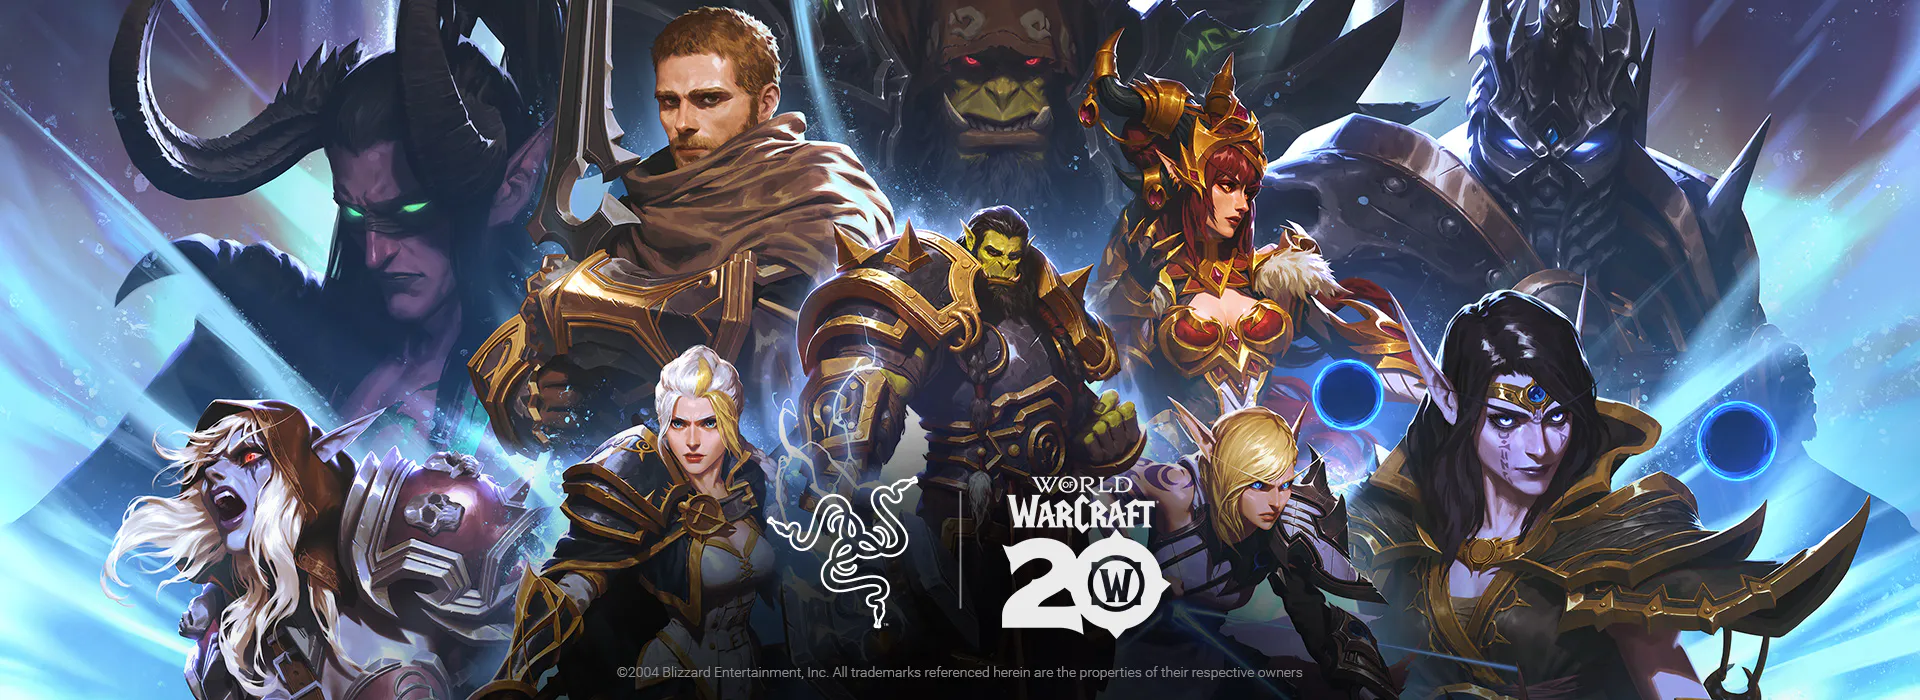 WORLD OF
WARCRAFT
20
W
©2004 Blizzard Entertainment, Inc. All trademarks referenced herein are the properties of their respective owners